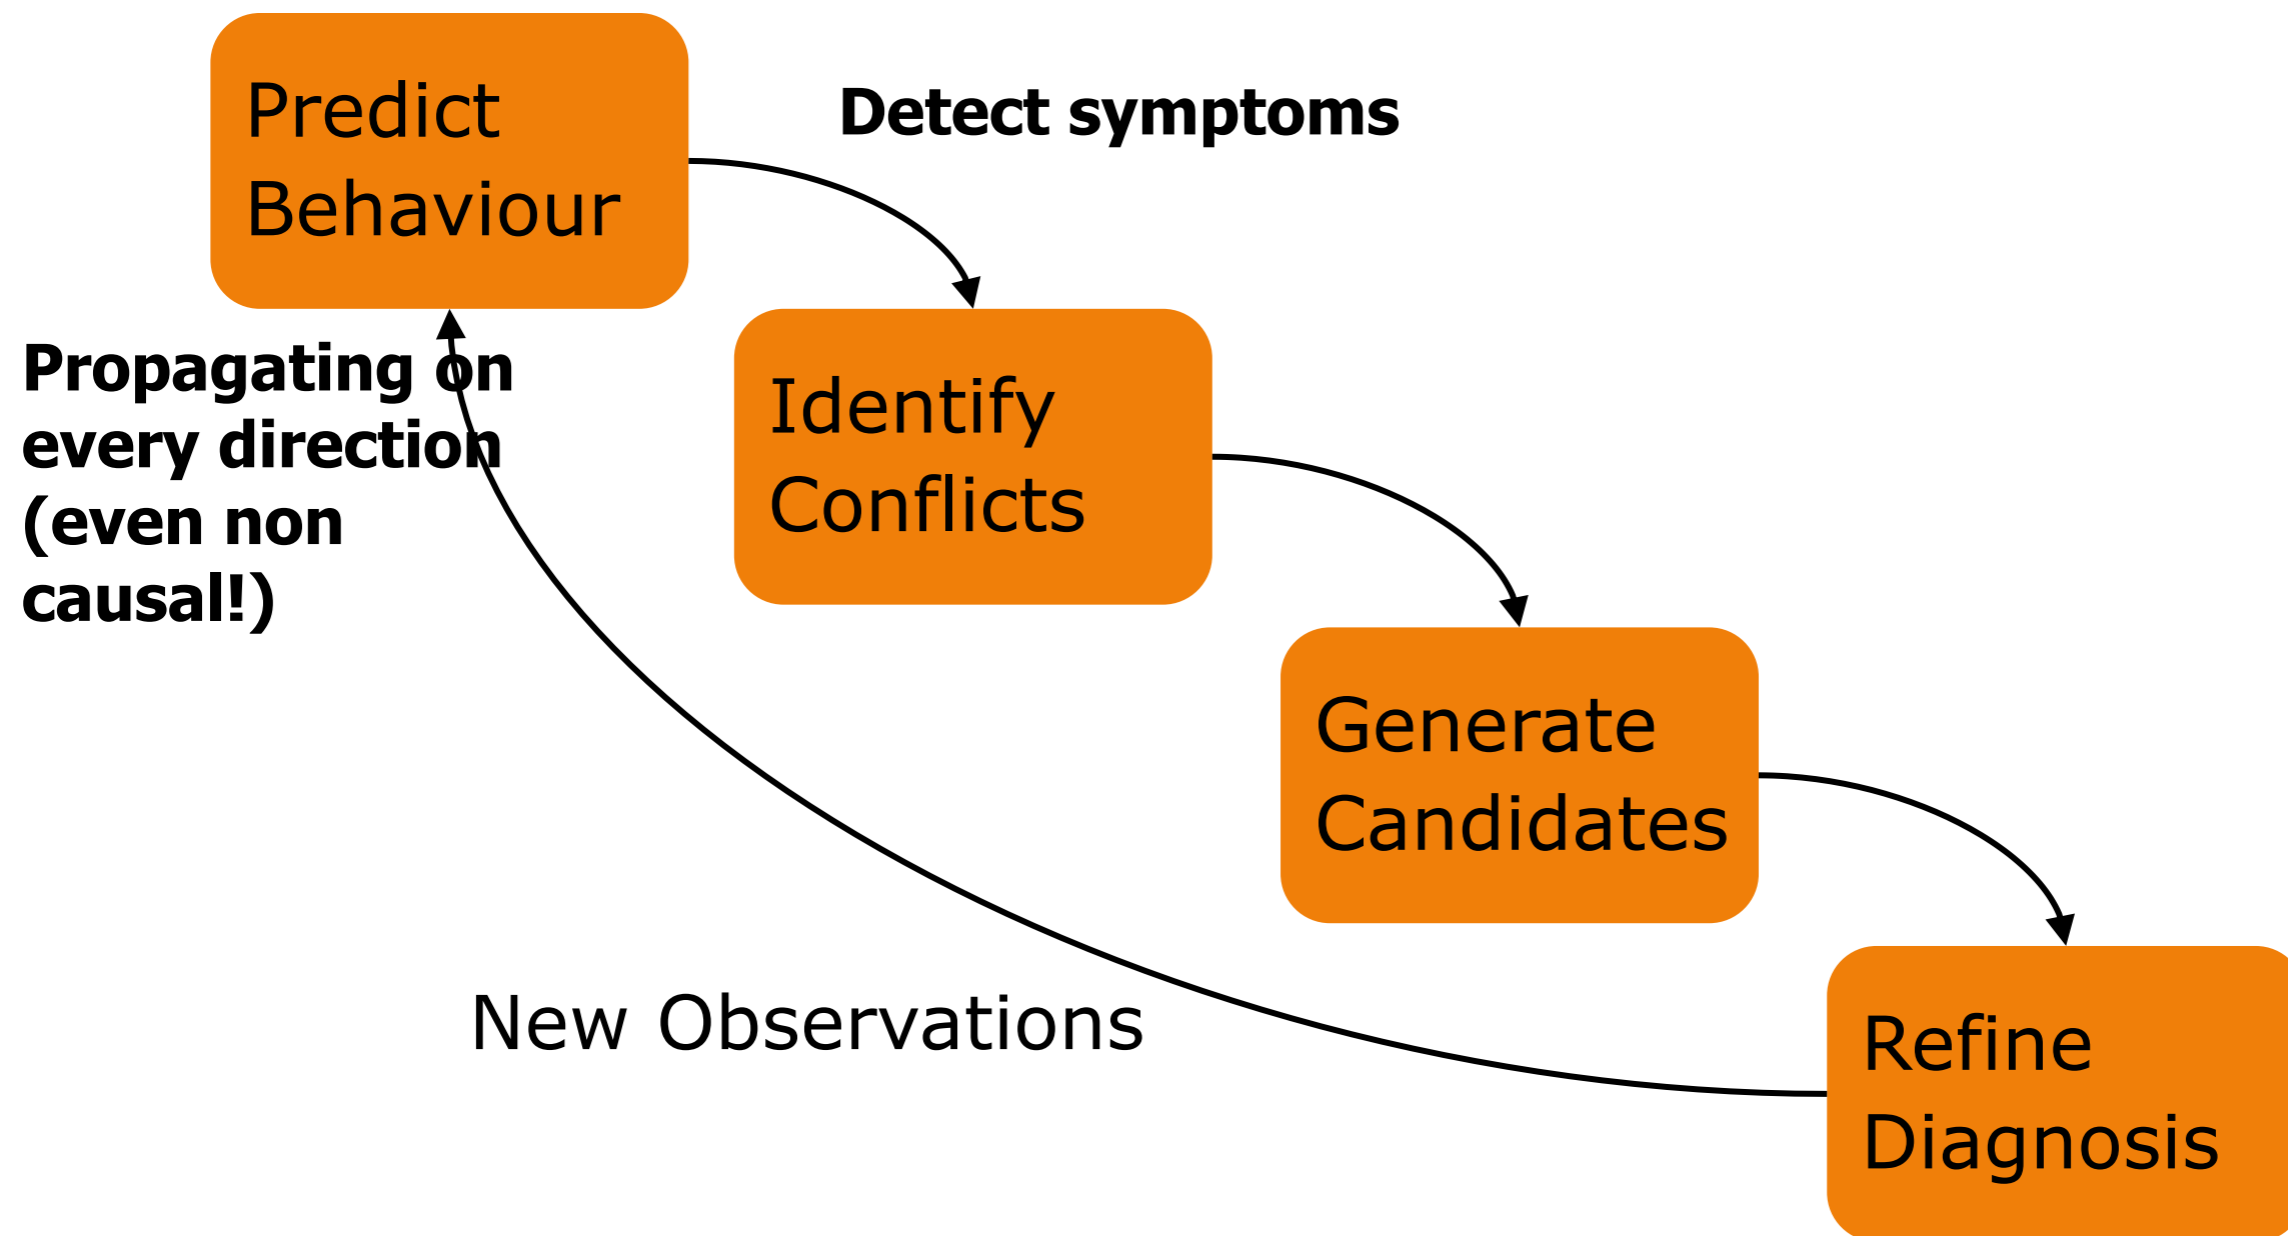 Predict
Behaviour
Detect symptoms
Propagating on
every direction
(even non
causal!)
Identify
Conflicts
Generate
Candidates
New Observations
Refine
Diagnosis